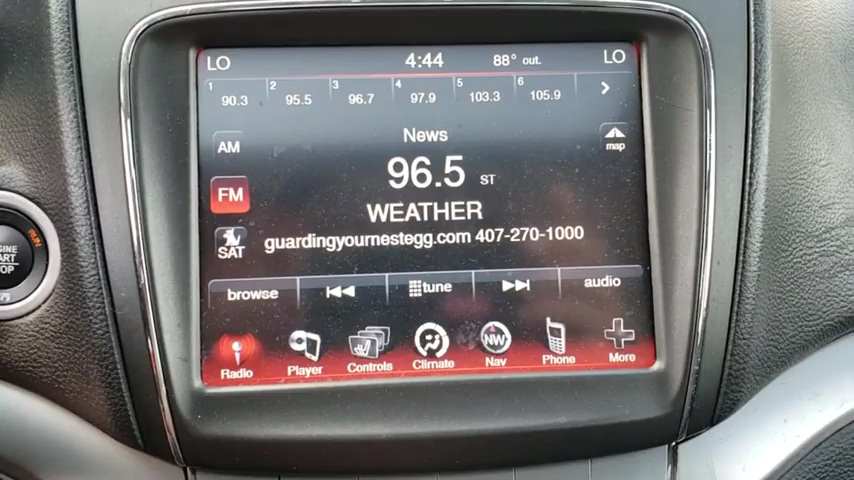 LO 4:44 88° out. LO
1 90.3 2 95.5 3 96.7 4 97.9 5 103.3 6 105.9
News
AM
map
96.5 ST
FM
WEATHER
SAT
guardingyournestegg.com 407-270-1000
browse tune audio
NW
Radio Player Controls Climate Nav Phone More
RUN